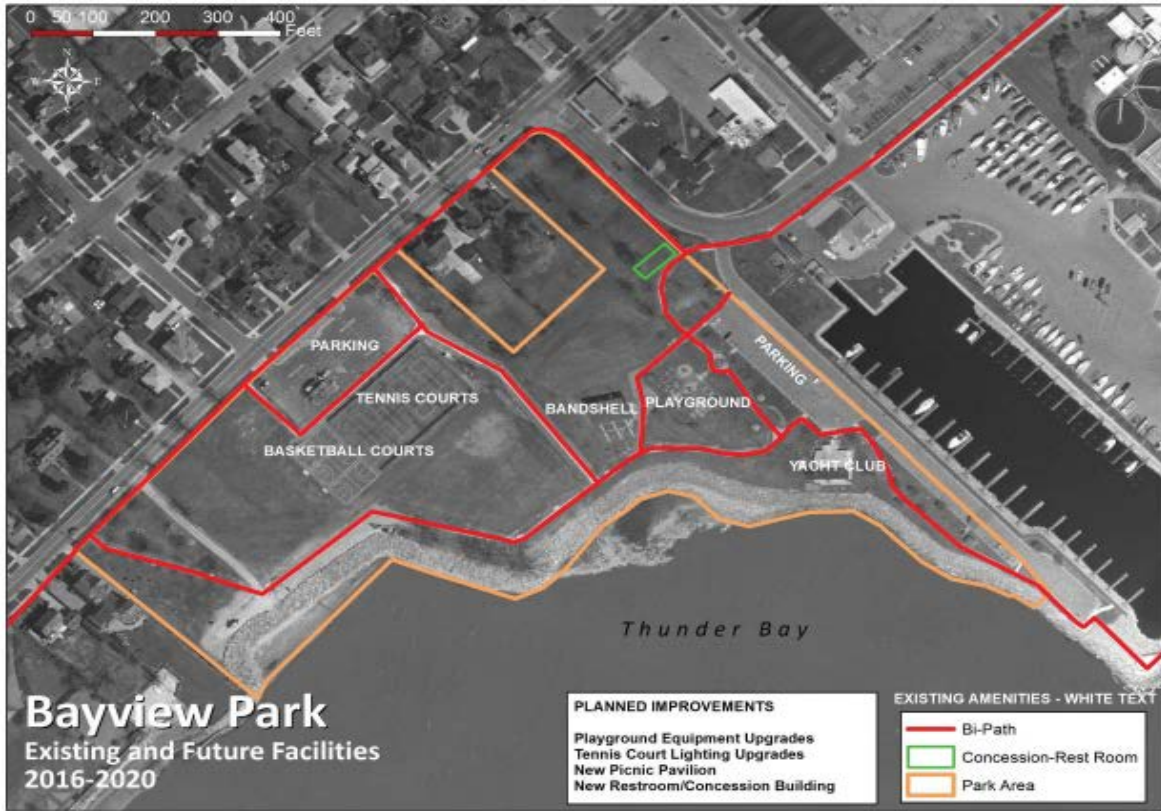 0 50 100 200 300 400
Feet
N
W E
S
PARKING
TENNIS COURTS
BASKETBALL COURTS
BANDSHELL
PLAYGROUND
PARKING
YACHT CLUB
Thunder Bay
Bayview Park
Existing and Future Facilities
2016-2020
PLANNED IMPROVEMENTS
Playground Equipment Upgrades
Tennis Court Lighting Upgrades
New Picnic Pavilion
New Restroom/Concession Building
EXISTING AMENITIES - WHITE TEXT
Bi-Path
Concession-Rest Room
Park Area